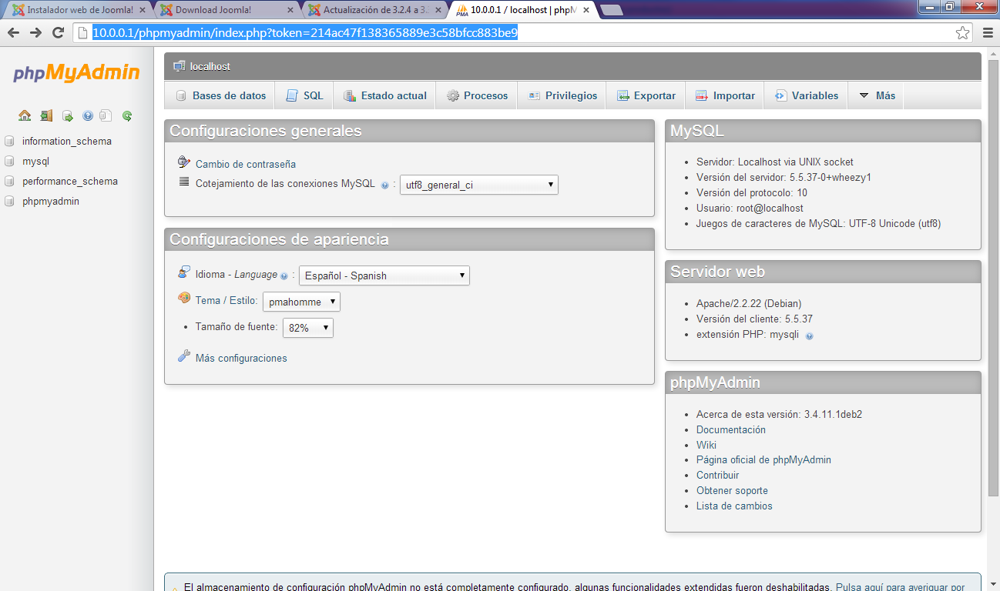 Instalador web de Joomla!
Download Joomla!
Actualización de 3.2.4 a 3.
10.0.0.1 / localhost | phpM
10.0.0.1/phpmyadmin/index.php?token=214ac47f138365889e3c58bfcc883be9
phpMyAdmin
information_schema
mysql
performance_schema
phpmyadmin
localhost
Bases de datos
SQL
Estado actual
Procesos
Privilegios
Exportar
Importar
Variables
Más
Configuraciones generales
Cambio de contraseña
Cotejamiento de las conexiones MySQL : utf8_general_ci
Configuraciones de apariencia
Idioma - Language : Español - Spanish
Tema / Estilo: pmahomme
• Tamaño de fuente: 82%
Más configuraciones
MySQL
• Servidor: Localhost via UNIX socket
• Versión del servidor: 5.5.37-0+wheezy1
• Versión del protocolo: 10
• Usuario: root@localhost
• Juegos de caracteres de MySQL: UTF-8 Unicode (utf8)
Servidor web
• Apache/2.2.22 (Debian)
• Versión del cliente: 5.5.37
• extensión PHP: mysqli
phpMyAdmin
• Acerca de esta versión: 3.4.11.1deb2
• Documentación
• Wiki
• Página oficial de phpMyAdmin
• Contribuir
• Obtener soporte
• Lista de cambios
El almacenamiento de configuración phpMyAdmin no está completamente configurado, algunas funcionalidades extendidas fueron deshabilitadas. Pulsa aquí para averiguar por